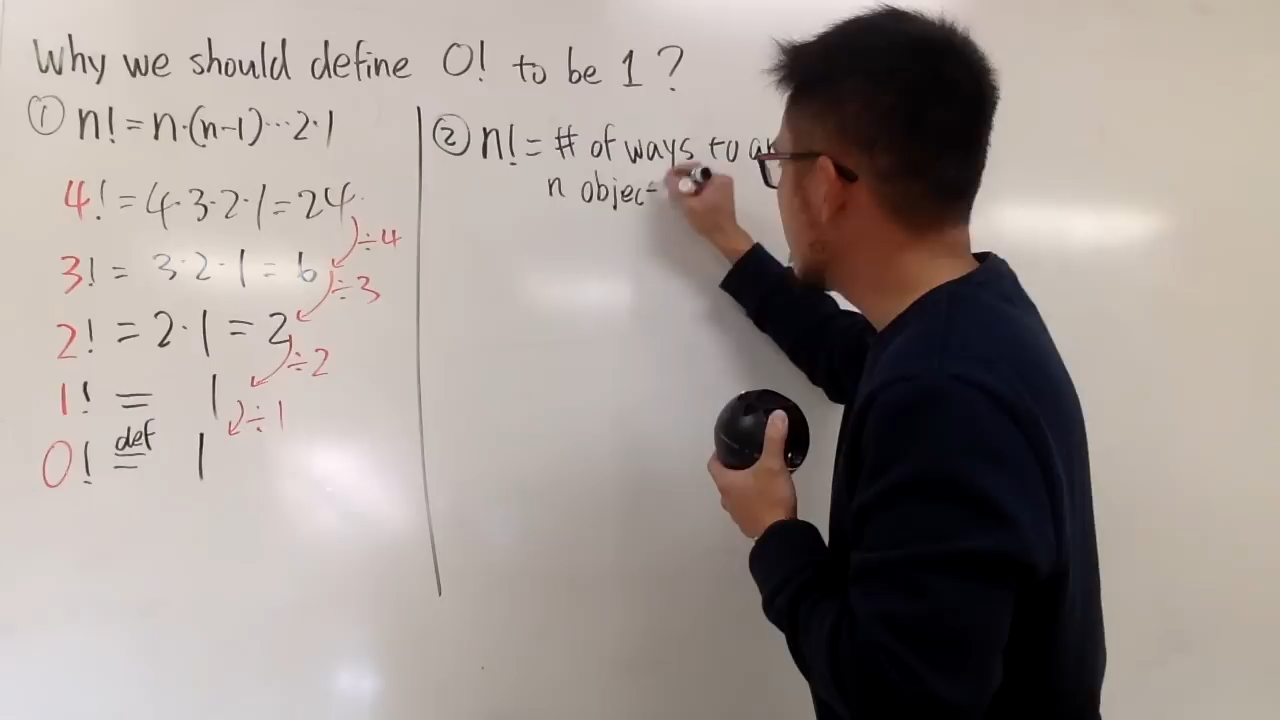 Why we should define 0! to be 1 ?
① n! = n·(n-1)···2·1
4! = 4·3·2·1 = 24
÷4
3! = 3·2·1 = 6
÷3
2! = 2·1 = 2
÷2
1! = 1
÷1
0! def= 1
② n! = # of ways to
n object